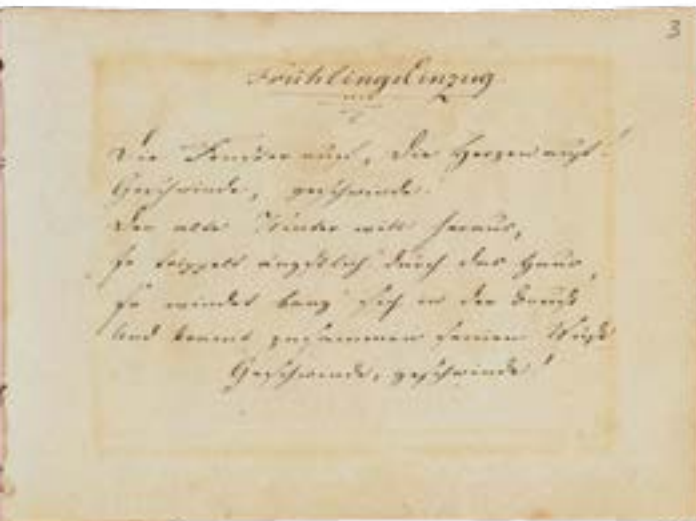 3
FrühlingsEinzug
Die Fenster auf, die Herzen auf!
Geschwinde, geschwinde!
Der alte Winter will heraus,
Er trippelt ängstlich durch das Haus,
Er windet bang sich in der Brust
Und kramt zusammen seinen Wust
Geschwinde, geschwinde!